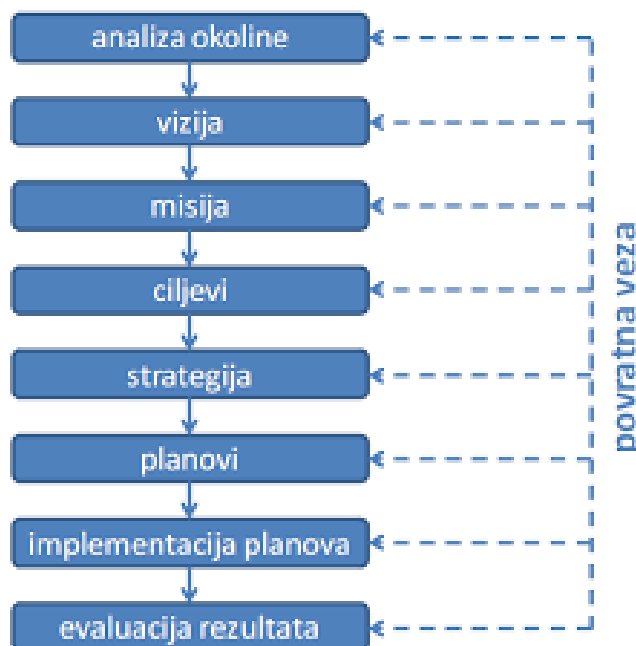 analiza okoline
vizija
misija
ciljevi
strategija
planovi
implementacija planova
evaluacija rezultata
povratna veza